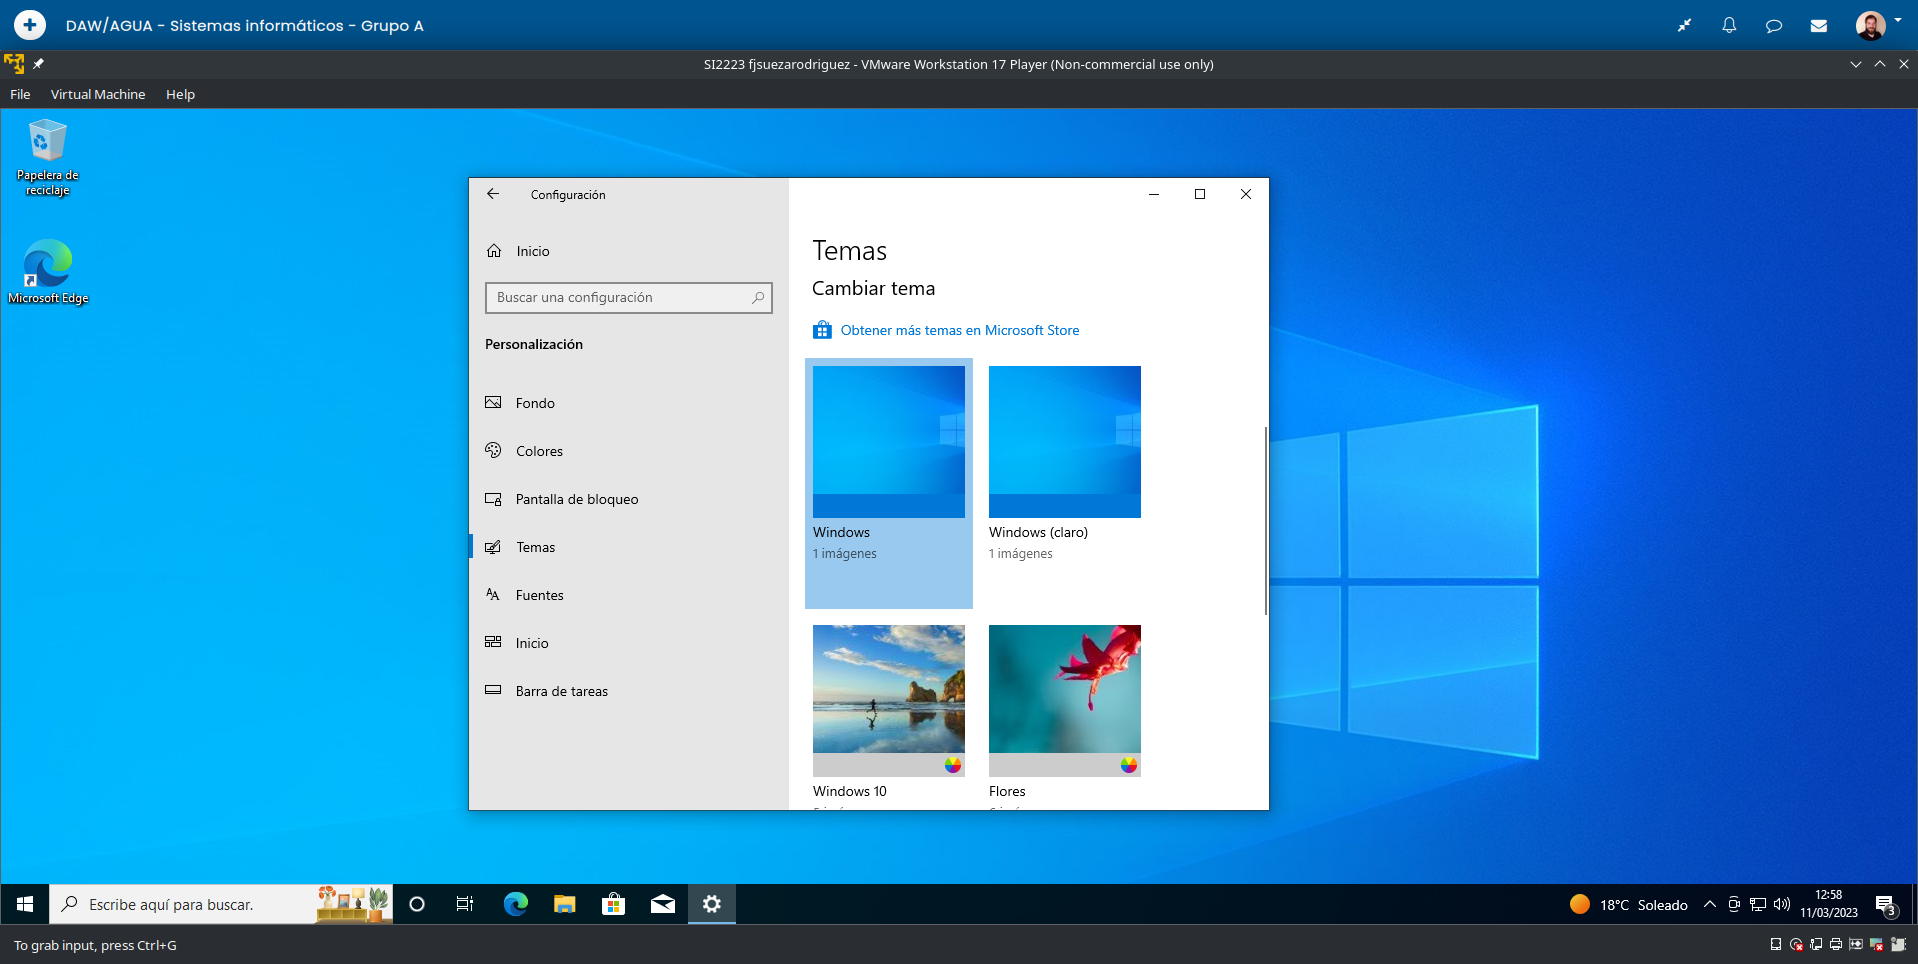 DAW/AGUA - Sistemas informáticos - Grupo A
SI2223 fjsuezarodriguez - VMware Workstation 17 Player (Non-commercial use only)
File Virtual Machine Help
Papelera de
reciclaje
Microsoft Edge
Configuración
Inicio
Buscar una configuración
Personalización
Fondo
Colores
Pantalla de bloqueo
Temas
Fuentes
Inicio
Barra de tareas
Temas
Cambiar tema
Obtener más temas en Microsoft Store
Windows
1 imágenes
Windows (claro)
1 imágenes
Windows 10
Flores
Escribe aquí para buscar.
18°C Soleado
12:58
11/03/2023
3
To grab input, press Ctrl+G